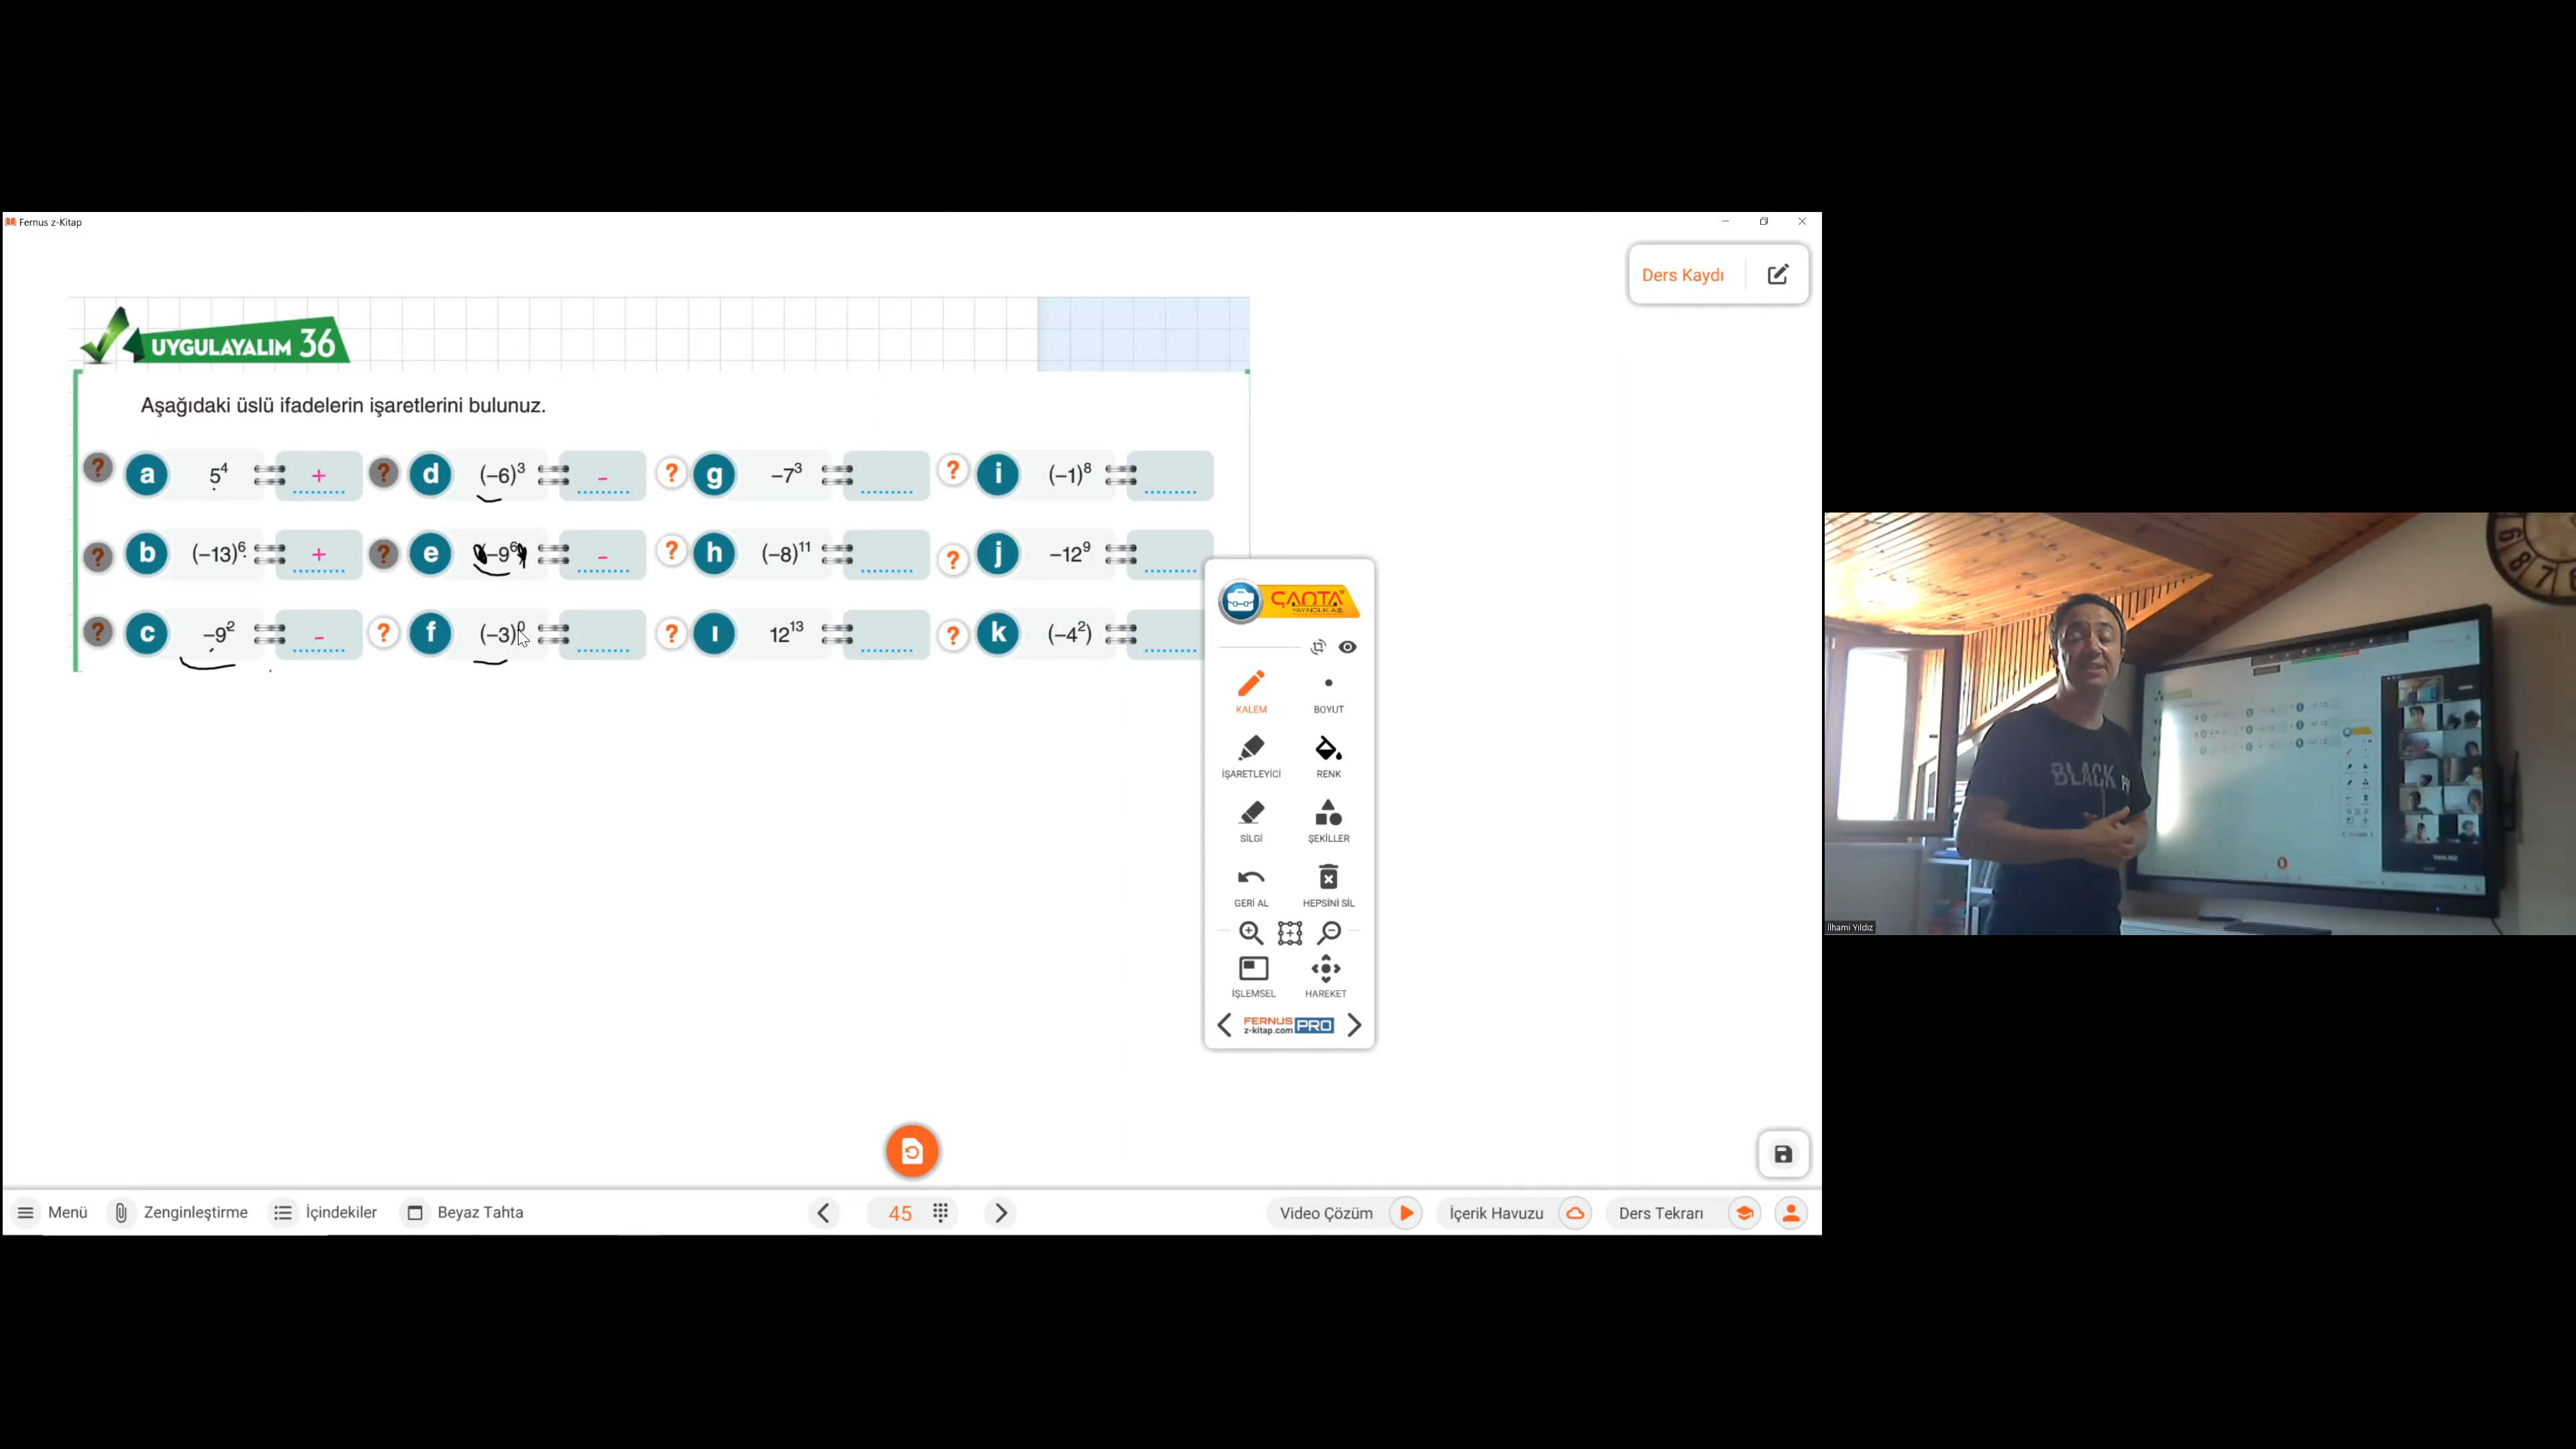 Fernus z-Kitap
Ders Kaydı
UYGULAYALIM 36
Aşağıdaki üslü ifadelerin işaretlerini bulunuz.
? a 5⁴ = + ? d (−6)³ = - ? g −7³ = ......... ? i (−1)⁸ = .........
? b (−13)⁶ = + ? e (−9⁶) = - ? h (−8)¹¹ = ......... ? j −12⁹ = .........
? c −9² = - ? f (−3)⁰ = ......... ? ı 12¹³ = ......... ? k (−4²) = .........
ÇANTA
YAYINCILIK A.Ş.
KALEM BOYUT
İŞARETLEYİCİ RENK
SİLGİ ŞEKİLLER
GERİ AL HEPSİNİ SİL
İŞLEMSEL HAREKET
FERNUS
z-kitap.com PRO
BLACK
İlhami Yıldız
Menü Zenginleştirme İçindekiler Beyaz Tahta 45 Video Çözüm İçerik Havuzu Ders Tekrarı